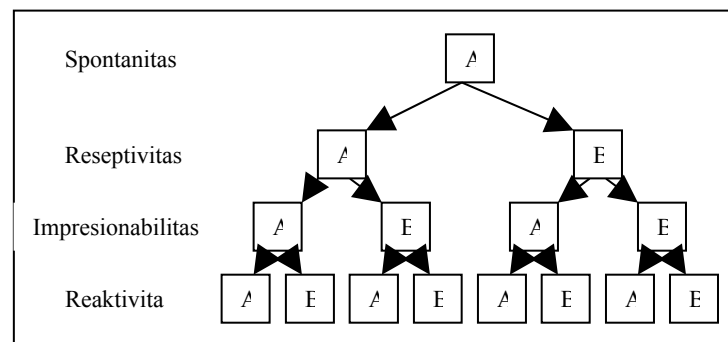 Spontanitas A
Reseptivitas A E
Impresionabilitas A E A E
Reaktivita A E A E A E A E